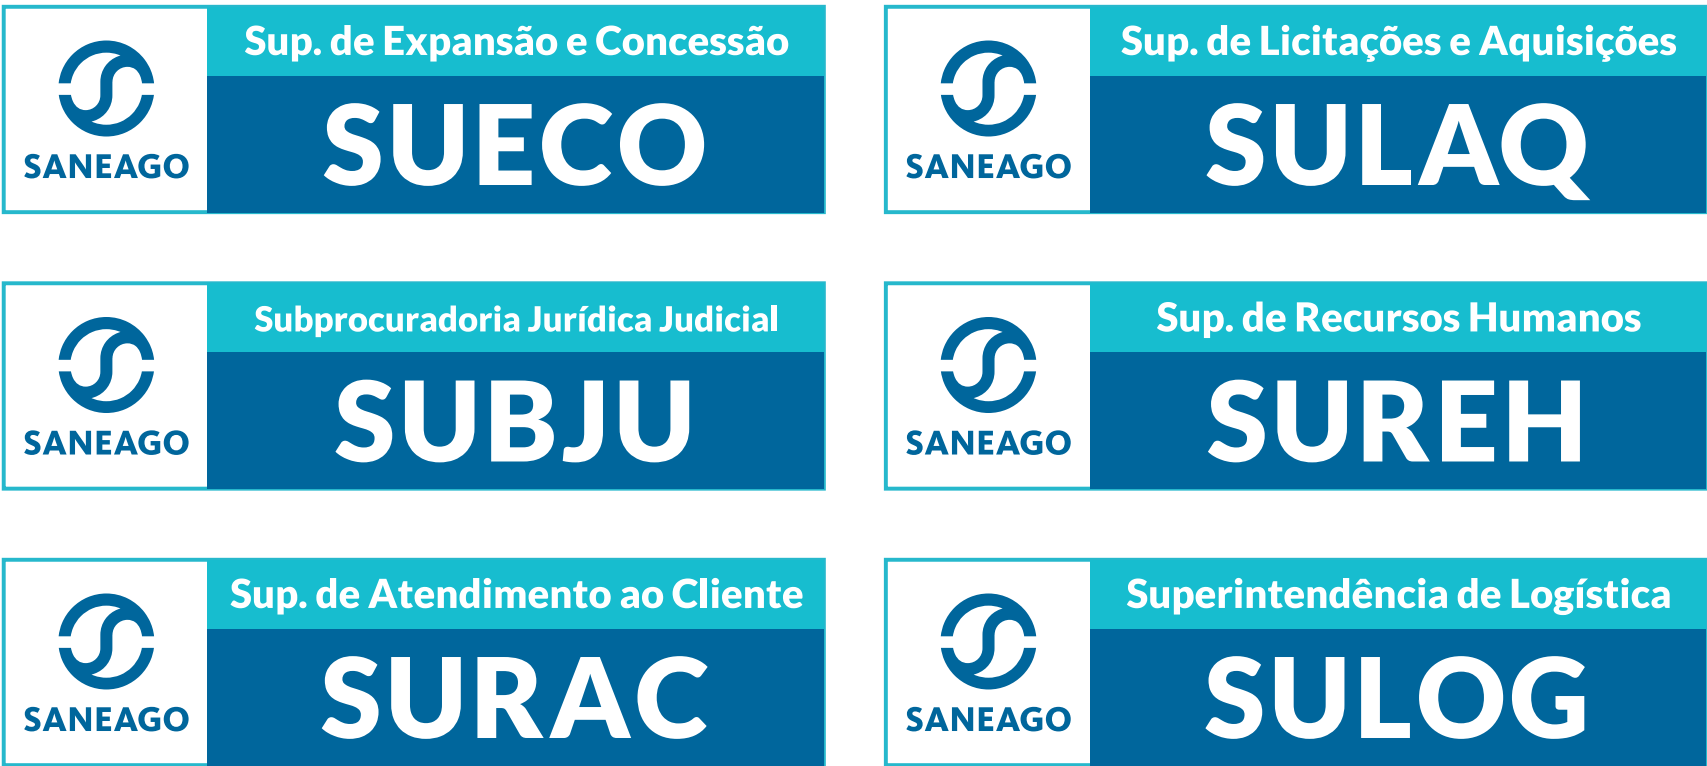 Sup. de Expansão e Concessão
SUECO
SANEAGO
Sup. de Licitações e Aquisições
SULAQ
SANEAGO
Subprocuradoria Jurídica Judicial
SUBJU
SANEAGO
Sup. de Recursos Humanos
SUREH
SANEAGO
Sup. de Atendimento ao Cliente
SURAC
SANEAGO
Superintendência de Logística
SULOG
SANEAGO